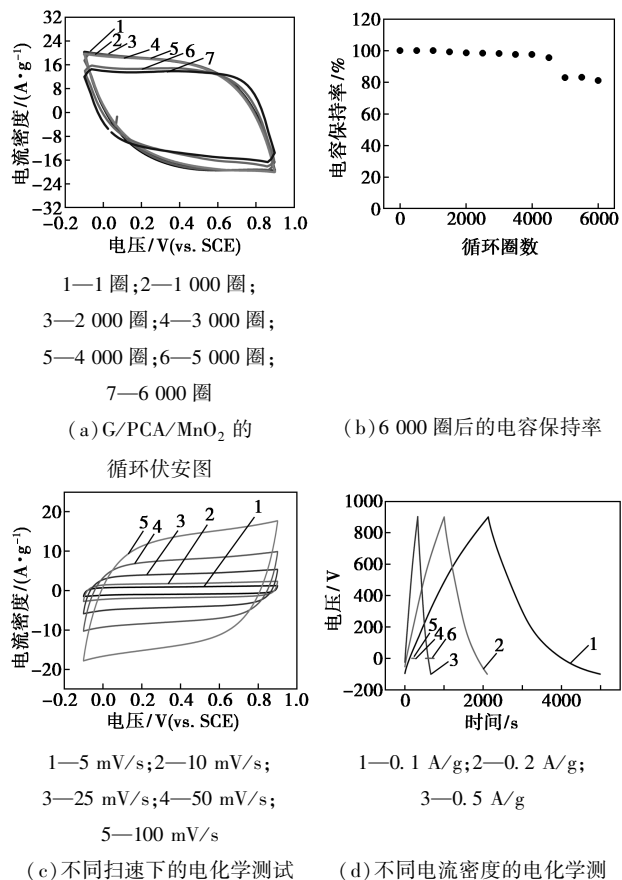 32
24
16
8
0
-8
-16
-24
-32
1
2 3 4 5 6
7
电流密度/(A·g⁻¹)
-0.2 0.0 0.2 0.4 0.6 0.8 1.0
电压/V(vs. SCE)
1—1 圈;2—1 000 圈;
3—2 000 圈;4—3 000 圈;
5—4 000 圈;6—5 000 圈;
7—6 000 圈
(a)G/PCA/MnO₂ 的
循环伏安图
120
100
80
60
40
20
0
电容保持率/%
0 2000 4000 6000
循环圈数
(b)6 000 圈后的电容保持率
20
10
0
-10
-20
5 4 3 2 1
电流密度/(A·g⁻¹)
-0.2 0.0 0.2 0.4 0.6 0.8 1.0
电压/V(vs. SCE)
1—5 mV/s;2—10 mV/s;
3—25 mV/s;4—50 mV/s;
5—100 mV/s
(c)不同扫速下的电化学测试
1000
800
600
400
200
0
-200
5 4 6
3 2 1
电压/V
0 2000 4000
时间/s
1—0.1 A/g;2—0.2 A/g;
3—0.5 A/g
(d)不同电流密度的电化学测